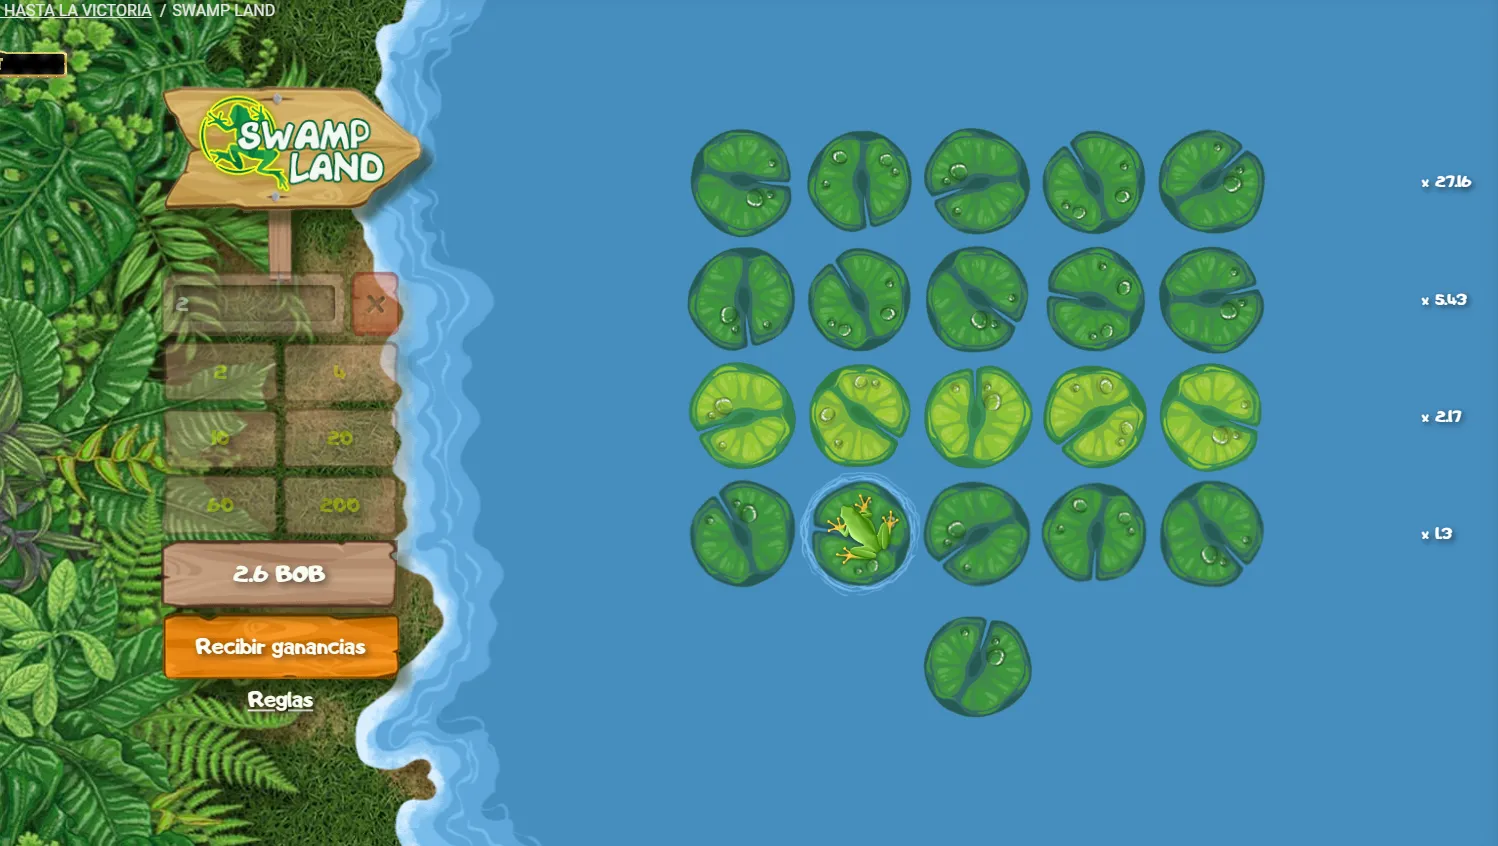 HASTA LA VICTORIA / SWAMP LAND
SWAMP
LAND
x 27.16
2
x 5.43
2 4
x 2.17
10 20
200
x 1.3
2.6 BOB
Recibir ganancias
Reglas